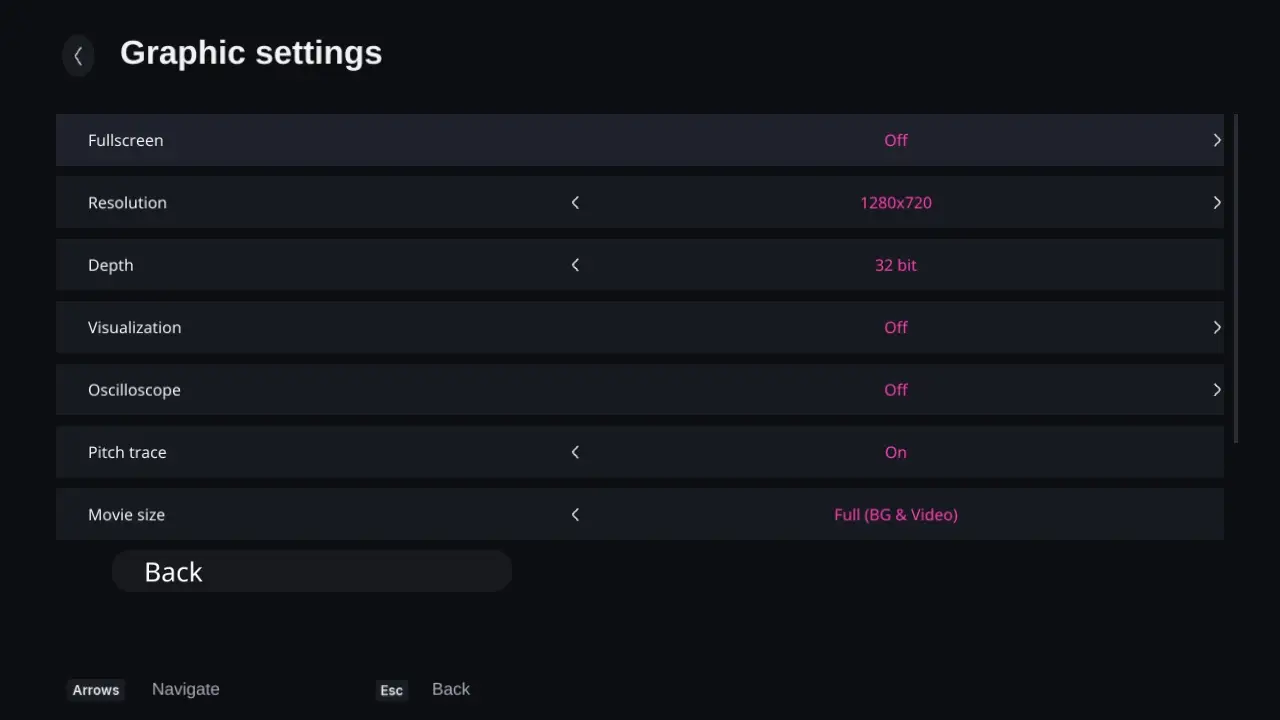 Graphic settings
Fullscreen Off
Resolution 1280x720
Depth 32 bit
Visualization Off
Oscilloscope Off
Pitch trace On
Movie size Full (BG & Video)
Back
Arrows Navigate Esc Back